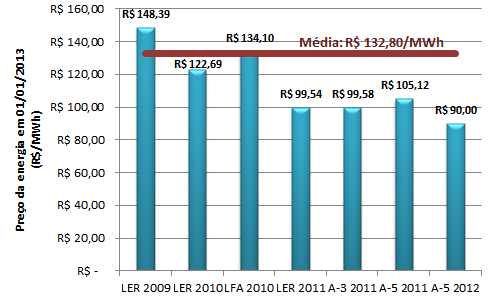 R$ 160,00
R$ 140,00
R$ 120,00
R$ 100,00
R$ 80,00
R$ 60,00
R$ 40,00
R$ 20,00
R$ -
Preço da energia em 01/01/2013
(R$/MWh)
R$ 148,39
R$ 122,69
R$ 134,10
R$ 99,54
R$ 99,58
R$ 105,12
R$ 90,00
Média: R$ 132,80/MWh
LER 2009 LER 2010 LFA 2010 LER 2011 A-3 2011 A-5 2011 A-5 2012